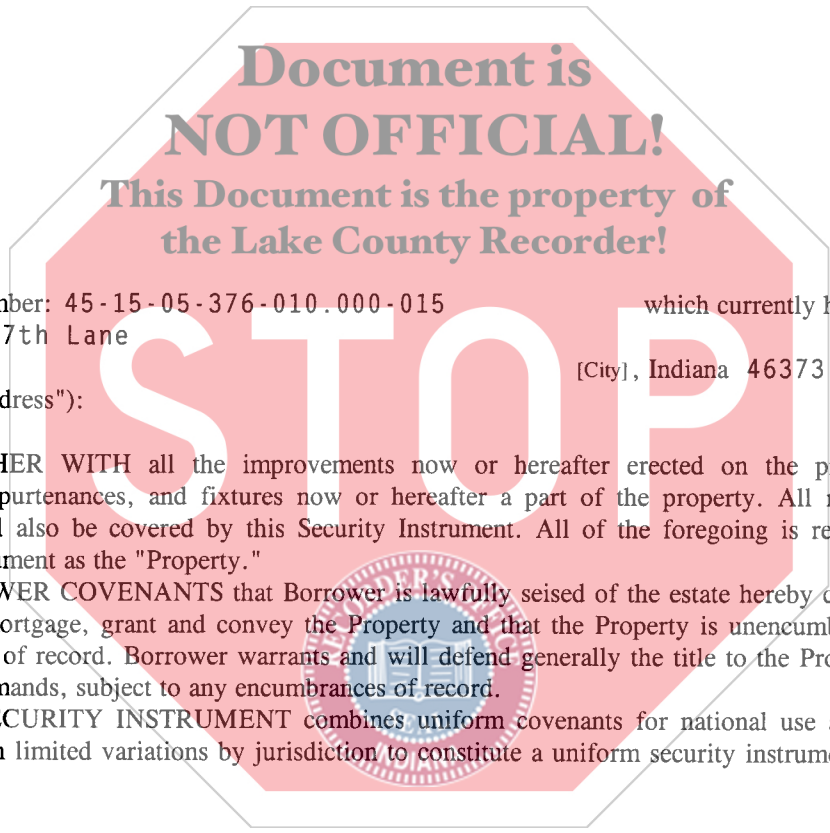 Document is
NOT OFFICIAL!
This Document is the property of
the Lake County Recorder!
STOP
mber: 45-15-05-376-010.000-015 which currently h
7th Lane
[City], Indiana 46373
dress"):
HER WITH all the improvements now or hereafter erected on the p
purtenances, and fixtures now or hereafter a part of the property. All r
l also be covered by this Security Instrument. All of the foregoing is re
ument as the "Property."
WER COVENANTS that Borrower is lawfully seised of the estate hereby c
ortgage, grant and convey the Property and that the Property is unencumb
of record. Borrower warrants and will defend generally the title to the Pro
mands, subject to any encumbrances of record.
ECURITY INSTRUMENT combines uniform covenants for national use a
n limited variations by jurisdiction to constitute a uniform security instrume
RECORDER'S OFFICE
SEAL
INDIANA